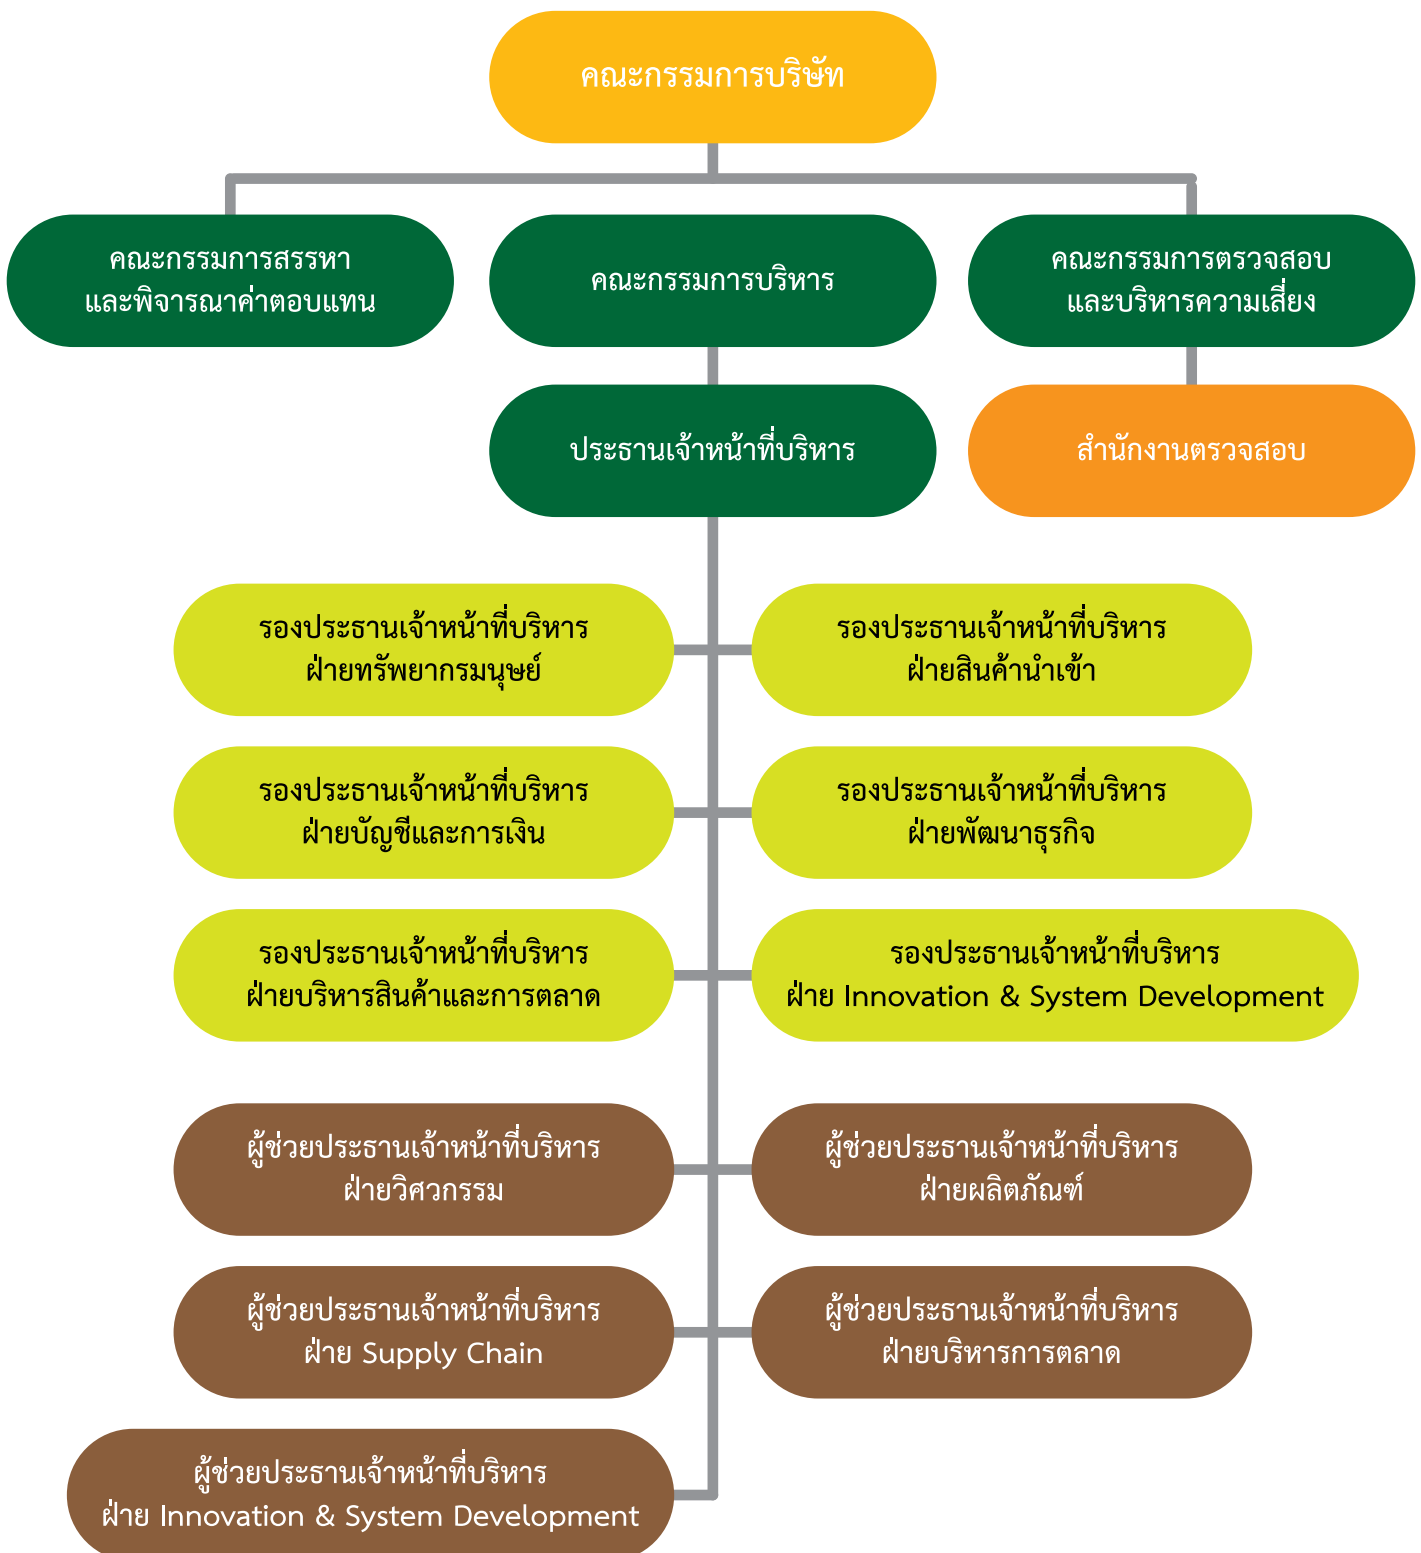 คณะกรรมการบริษัท
คณะกรรมการสรรหา
และพิจารณาค่าตอบแทน
คณะกรรมการบริหาร
คณะกรรมการตรวจสอบ
และบริหารความเสี่ยง
ประธานเจ้าหน้าที่บริหาร
สำนักงานตรวจสอบ
รองประธานเจ้าหน้าที่บริหาร
ฝ่ายทรัพยากรมนุษย์
รองประธานเจ้าหน้าที่บริหาร
ฝ่ายสินค้านำเข้า
รองประธานเจ้าหน้าที่บริหาร
ฝ่ายบัญชีและการเงิน
รองประธานเจ้าหน้าที่บริหาร
ฝ่ายพัฒนาธุรกิจ
รองประธานเจ้าหน้าที่บริหาร
ฝ่ายบริหารสินค้าและการตลาด
รองประธานเจ้าหน้าที่บริหาร
ฝ่าย Innovation & System Development
ผู้ช่วยประธานเจ้าหน้าที่บริหาร
ฝ่ายวิศวกรรม
ผู้ช่วยประธานเจ้าหน้าที่บริหาร
ฝ่ายผลิตภัณฑ์
ผู้ช่วยประธานเจ้าหน้าที่บริหาร
ฝ่าย Supply Chain
ผู้ช่วยประธานเจ้าหน้าที่บริหาร
ฝ่ายบริหารการตลาด
ผู้ช่วยประธานเจ้าหน้าที่บริหาร
ฝ่าย Innovation & System Development